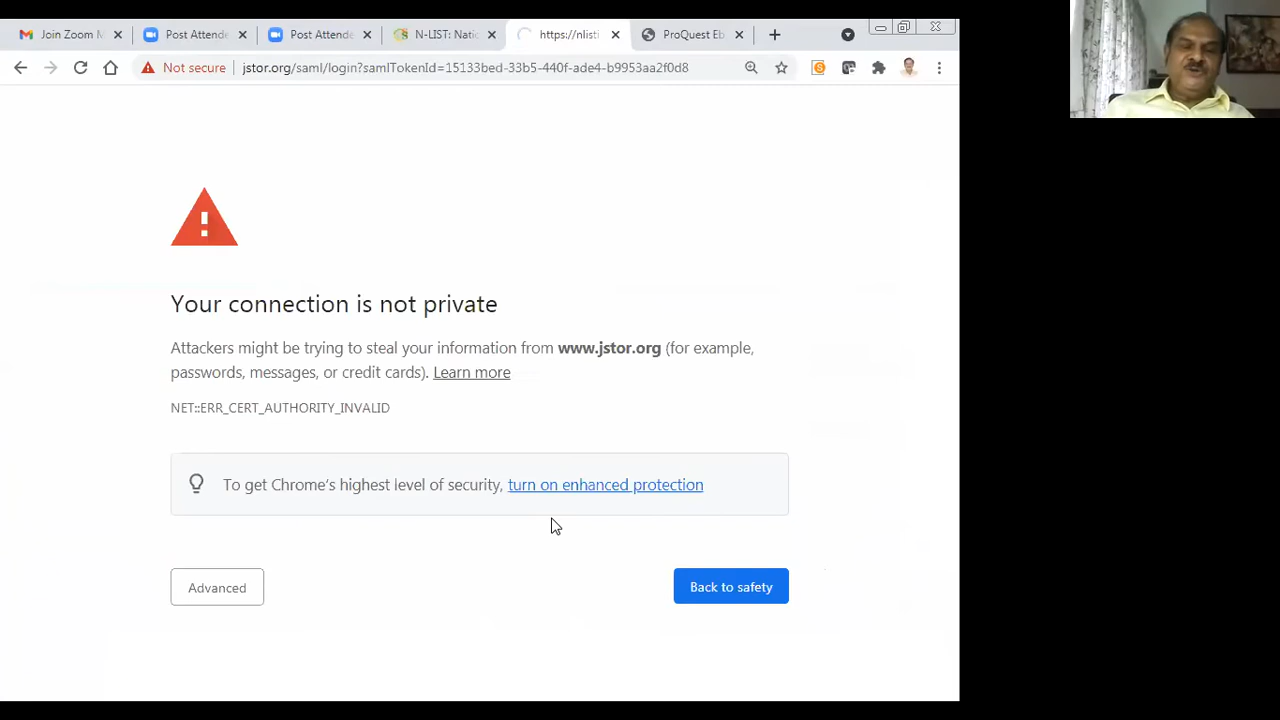 Join Zoom M
Post Attende
Post Attende
N-LIST: Natio
https://nlisti
ProQuest Eb
Not secure
jstor.org/saml/login?samlTokenId=15133bed-33b5-440f-ade4-b9953aa2f0d8
Your connection is not private
Attackers might be trying to steal your information from www.jstor.org (for example,
passwords, messages, or credit cards). Learn more
NET::ERR_CERT_AUTHORITY_INVALID
To get Chrome's highest level of security, turn on enhanced protection
Advanced
Back to safety